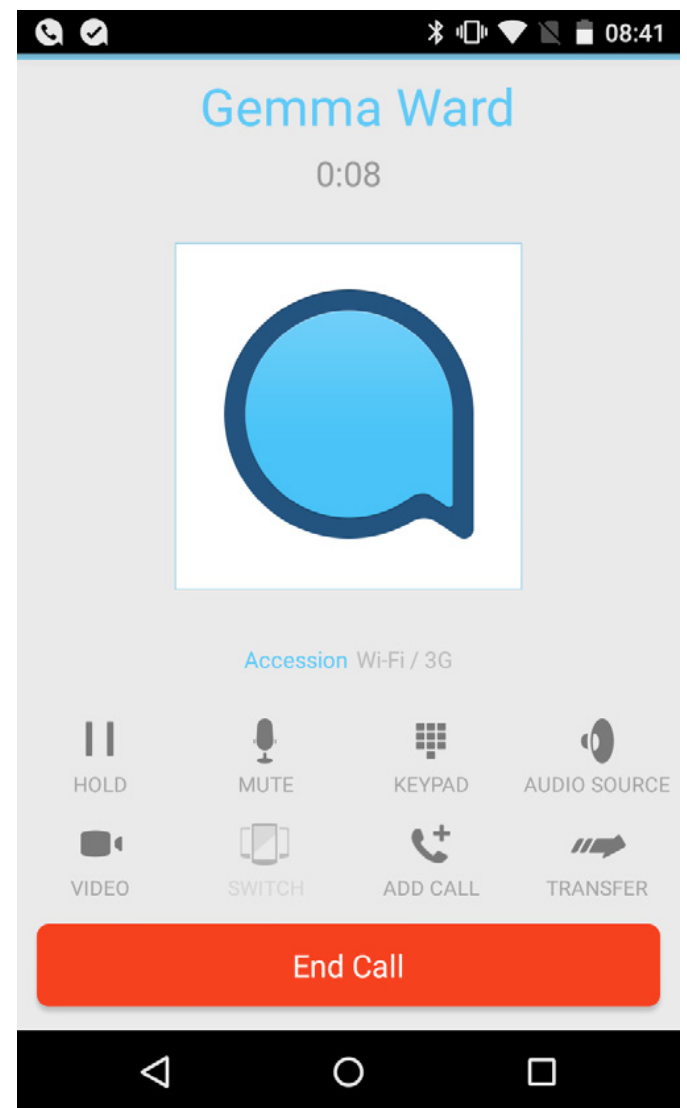 08:41
Gemma Ward
0:08
Accession Wi-Fi / 3G
HOLD MUTE KEYPAD AUDIO SOURCE
VIDEO SWITCH ADD CALL TRANSFER
End Call